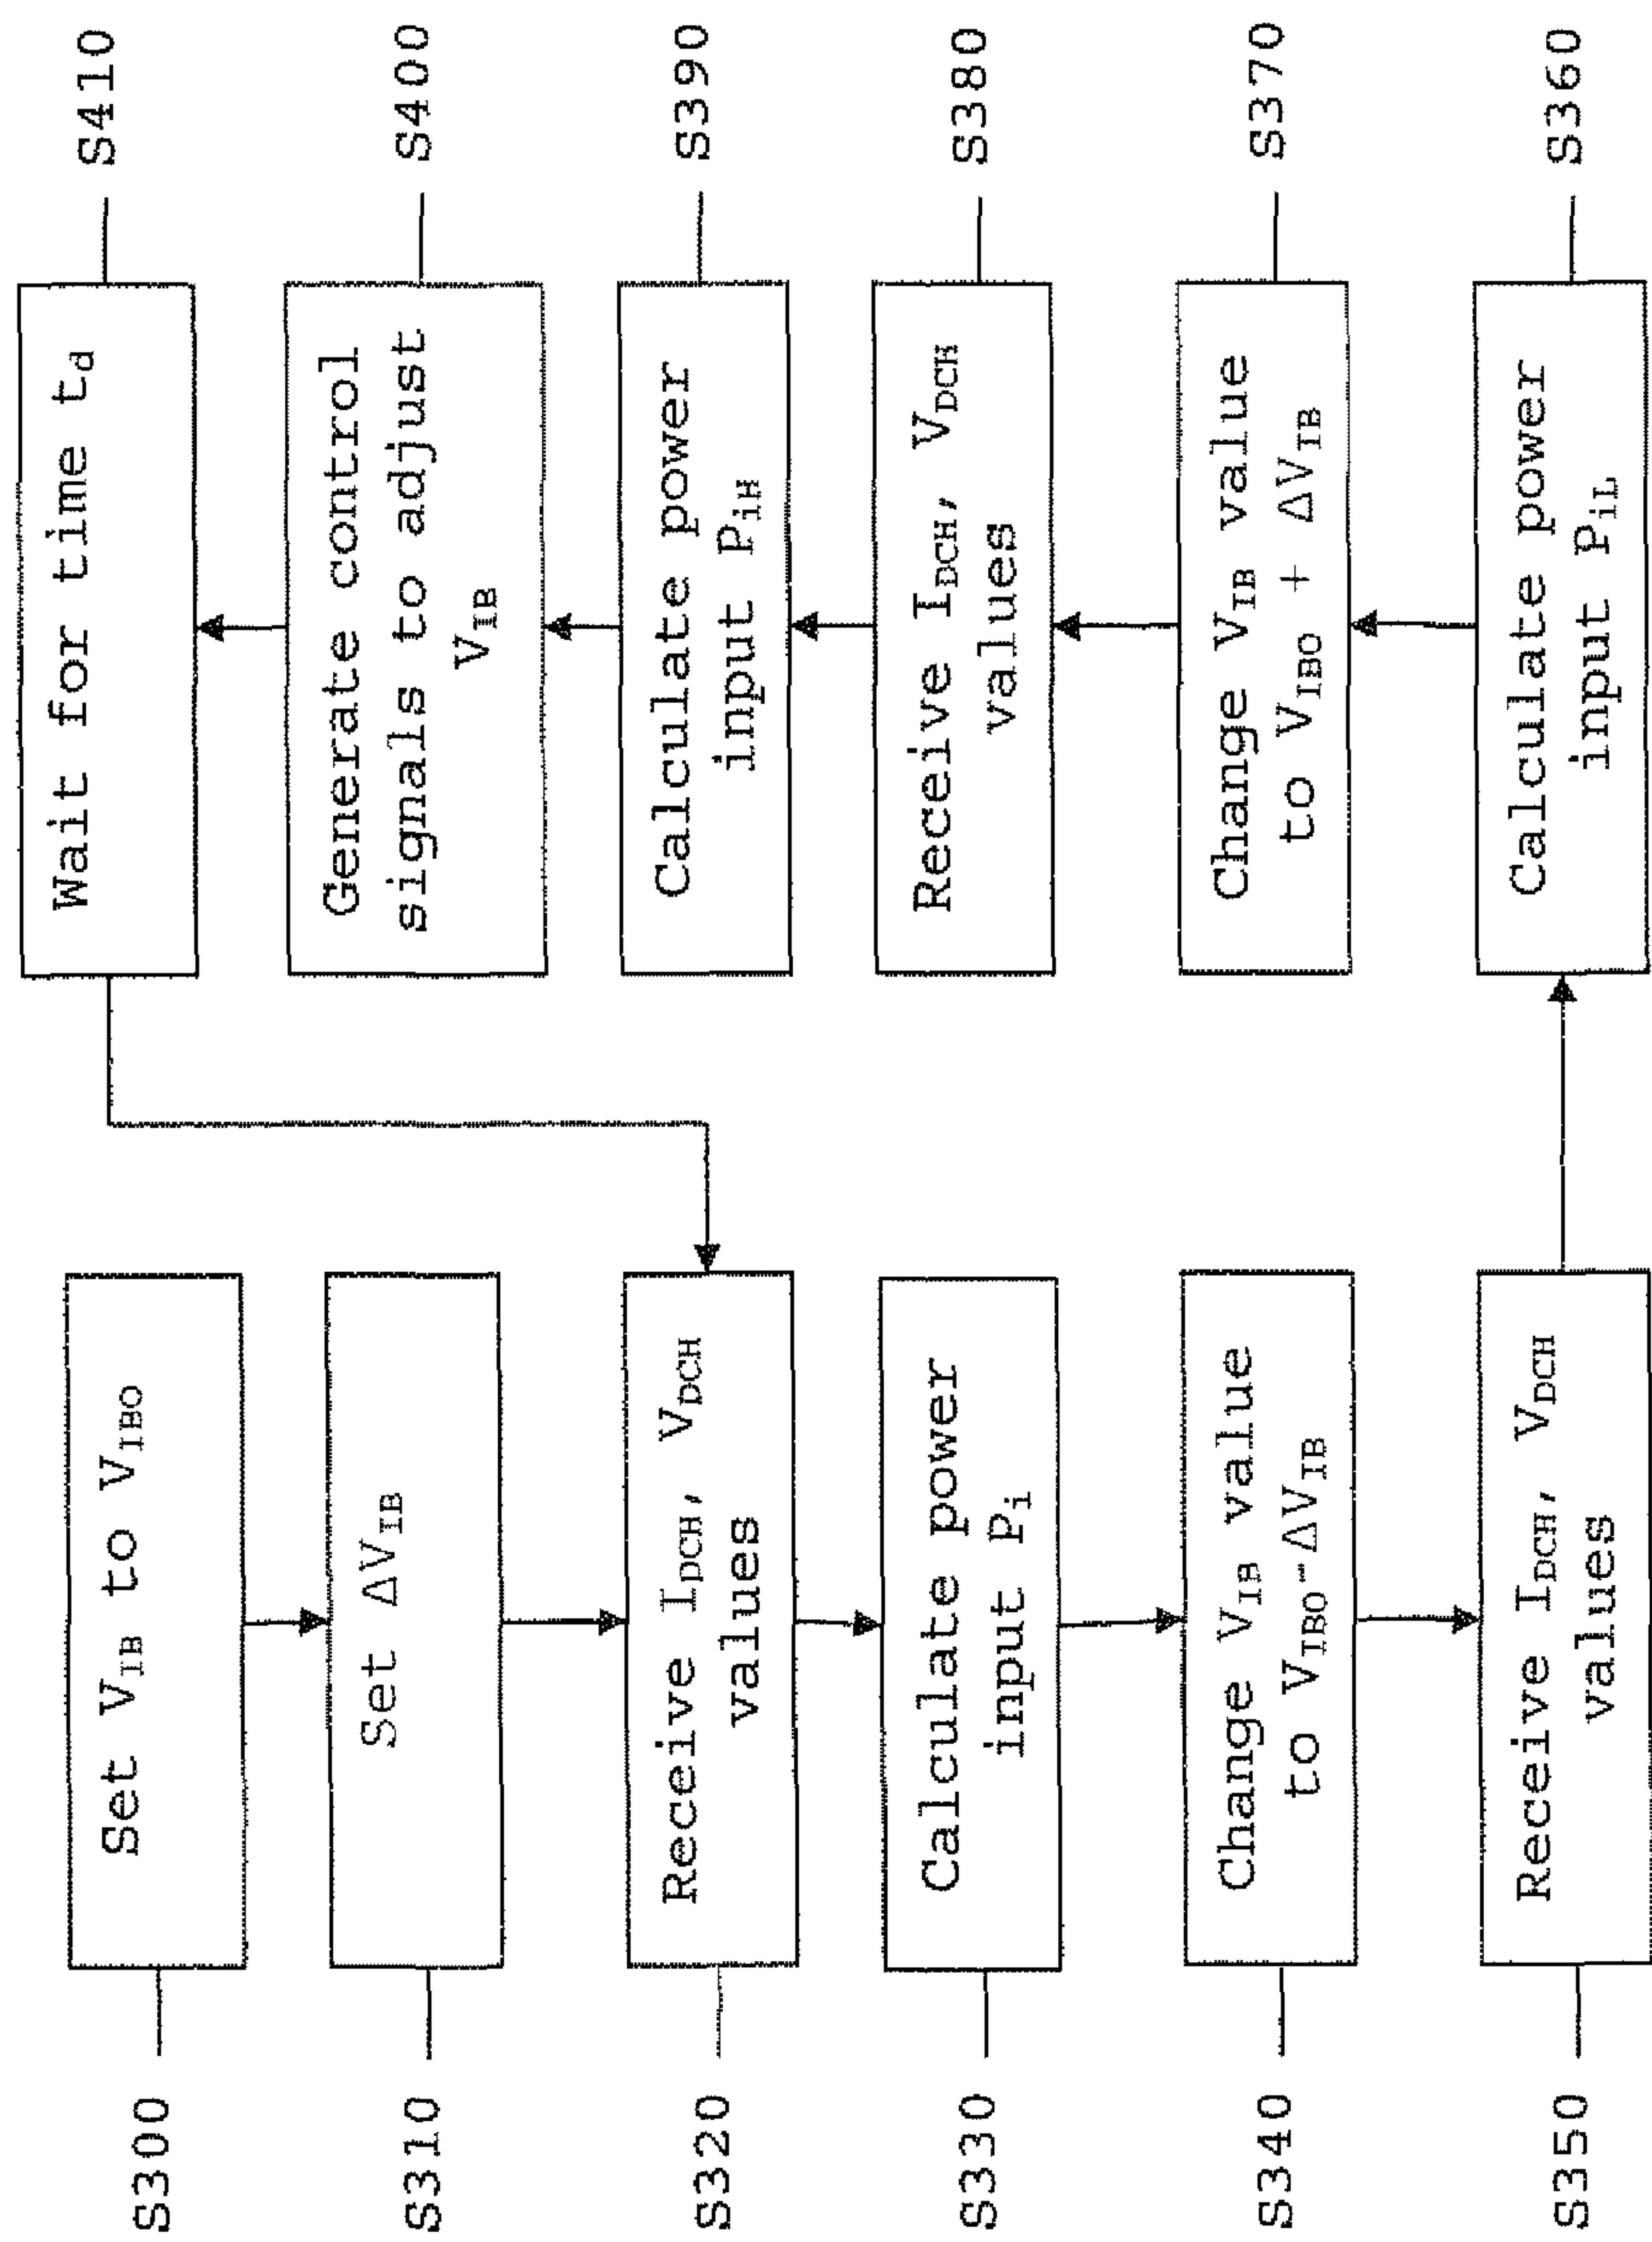 S300
Set V_IB to V_IBO
S310
Set ΔV_IB
S320
Receive I_DCH, V_DCH
values
S330
Calculate power
input P_i
S340
Change V_IB value
to V_IBO-ΔV_IB
S350
Receive I_DCH, V_DCH
values
S360
Calculate power
input P_iL
S370
Change V_IB value
to V_IBO + ΔV_IB
S380
Receive I_DCH, V_DCH
values
S390
Calculate power
input P_iH
S400
Generate control
signals to adjust
V_IB
S410
Wait for time t_d